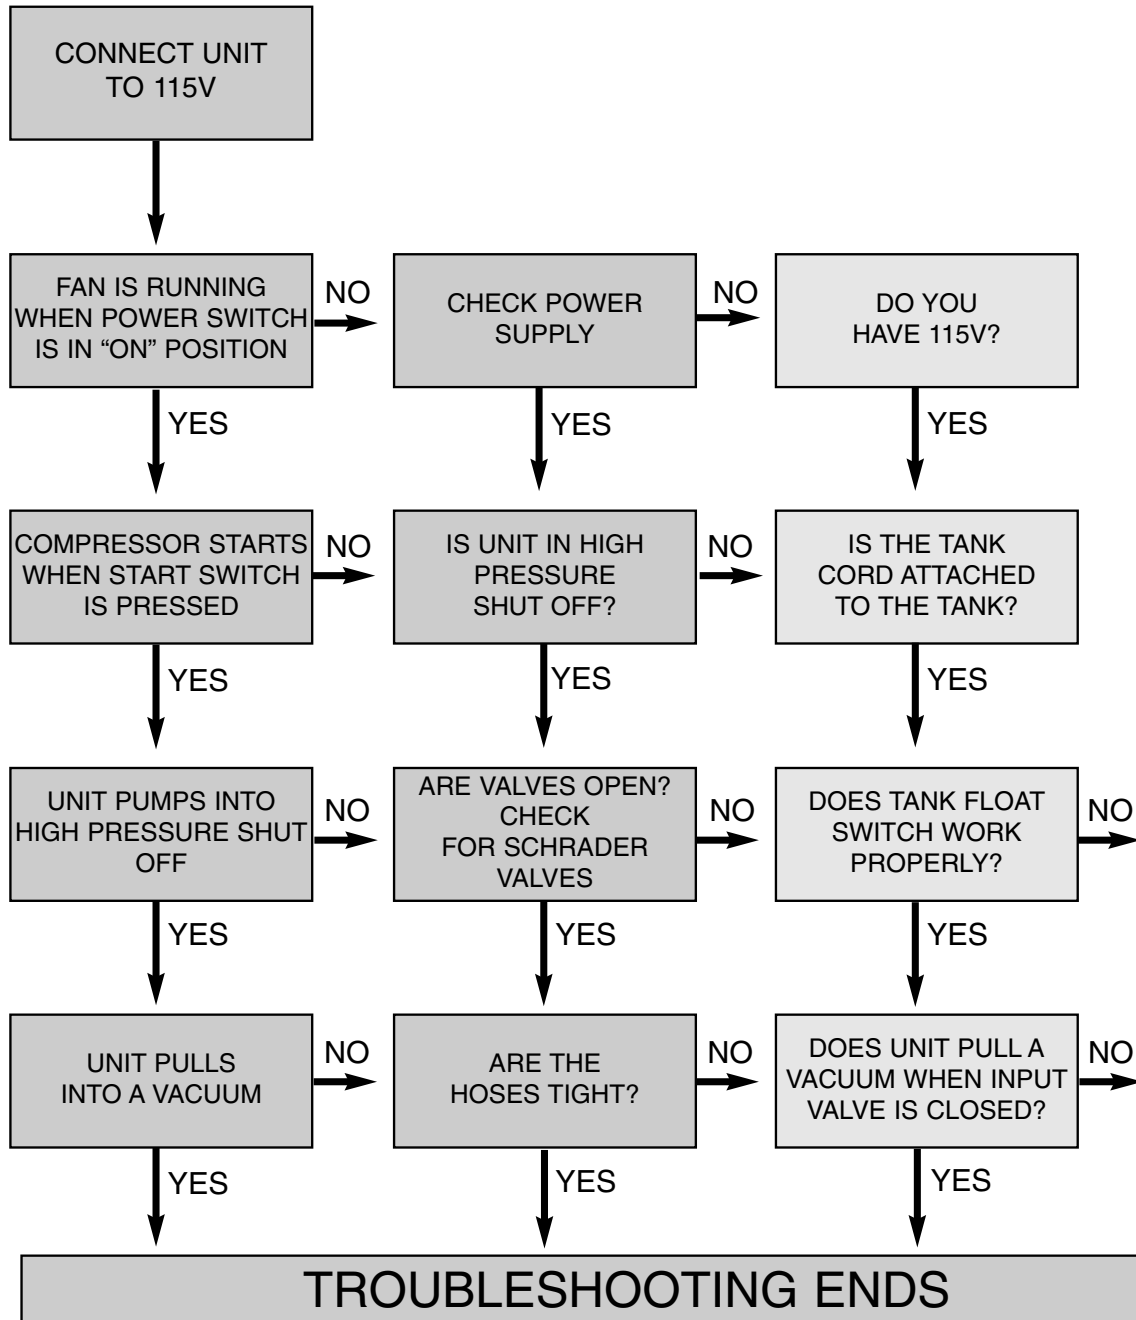 CONNECT UNIT
TO 115V
FAN IS RUNNING
WHEN POWER SWITCH
IS IN “ON” POSITION
NO
CHECK POWER
SUPPLY
NO
DO YOU
HAVE 115V?
YES
YES
YES
COMPRESSOR STARTS
WHEN START SWITCH
IS PRESSED
NO
IS UNIT IN HIGH
PRESSURE
SHUT OFF?
NO
IS THE TANK
CORD ATTACHED
TO THE TANK?
YES
YES
YES
UNIT PUMPS INTO
HIGH PRESSURE SHUT
OFF
NO
ARE VALVES OPEN?
CHECK
FOR SCHRADER
VALVES
NO
DOES TANK FLOAT
SWITCH WORK
PROPERLY?
NO
YES
YES
YES
UNIT PULLS
INTO A VACUUM
NO
ARE THE
HOSES TIGHT?
NO
DOES UNIT PULL A
VACUUM WHEN INPUT
VALVE IS CLOSED?
NO
YES
YES
YES
TROUBLESHOOTING ENDS